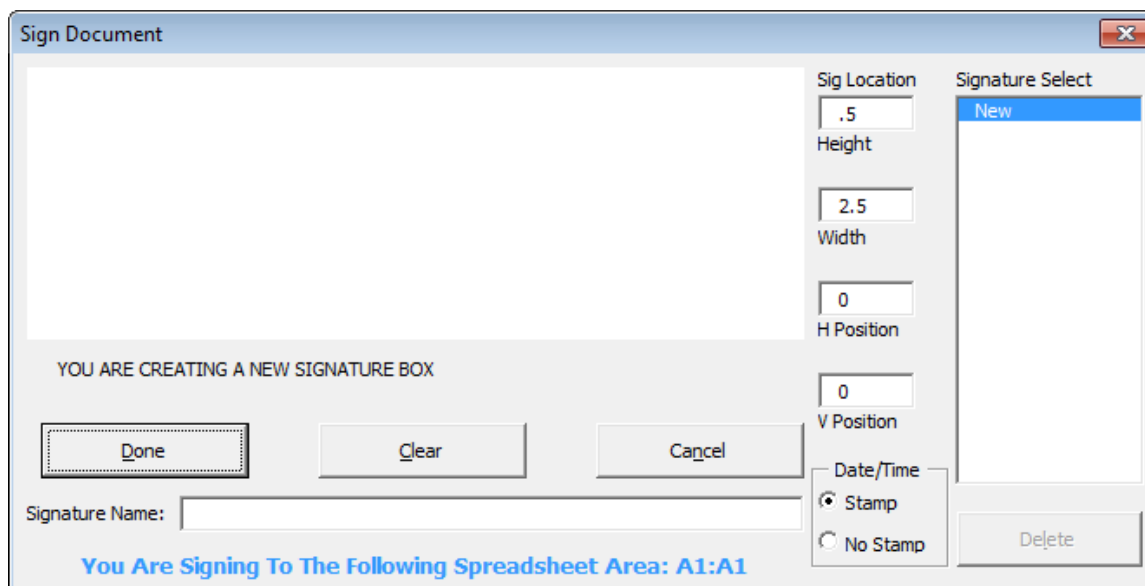 Sign Document
Sig Location
.5
Height
2.5
Width
0
H Position
0
V Position
Signature Select
New
YOU ARE CREATING A NEW SIGNATURE BOX
Done
Clear
Cancel
Date/Time
Stamp
No Stamp
Signature Name:
Delete
You Are Signing To The Following Spreadsheet Area: A1:A1